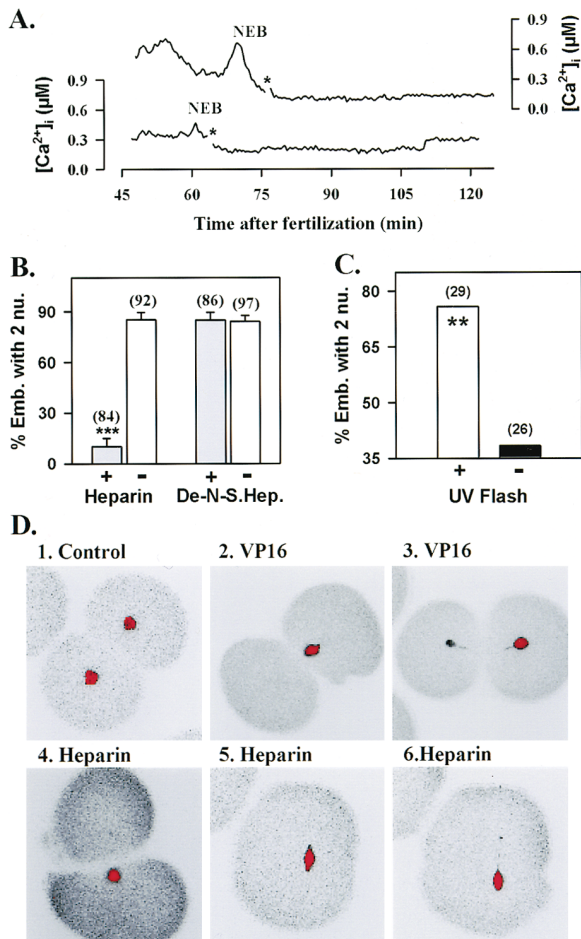 A.
NEB
*
0.9
0.6
0.3
0.0
[Ca2+]i (µM)
NEB
*
0.9
0.6
0.3
0.0
[Ca2+]i (µM)
45 60 75 90 105 120
Time after fertilization (min)
B.
(92) (86) (97)
(84)
***
90
60
30
0
% Emb. with 2 nu.
+ - + -
Heparin De-N-S.Hep.
C.
(29)
**
(26)
75
55
35
% Emb. with 2 nu.
+ -
UV Flash
D.
1. Control 2. VP16 3. VP16
4. Heparin 5. Heparin 6.Heparin